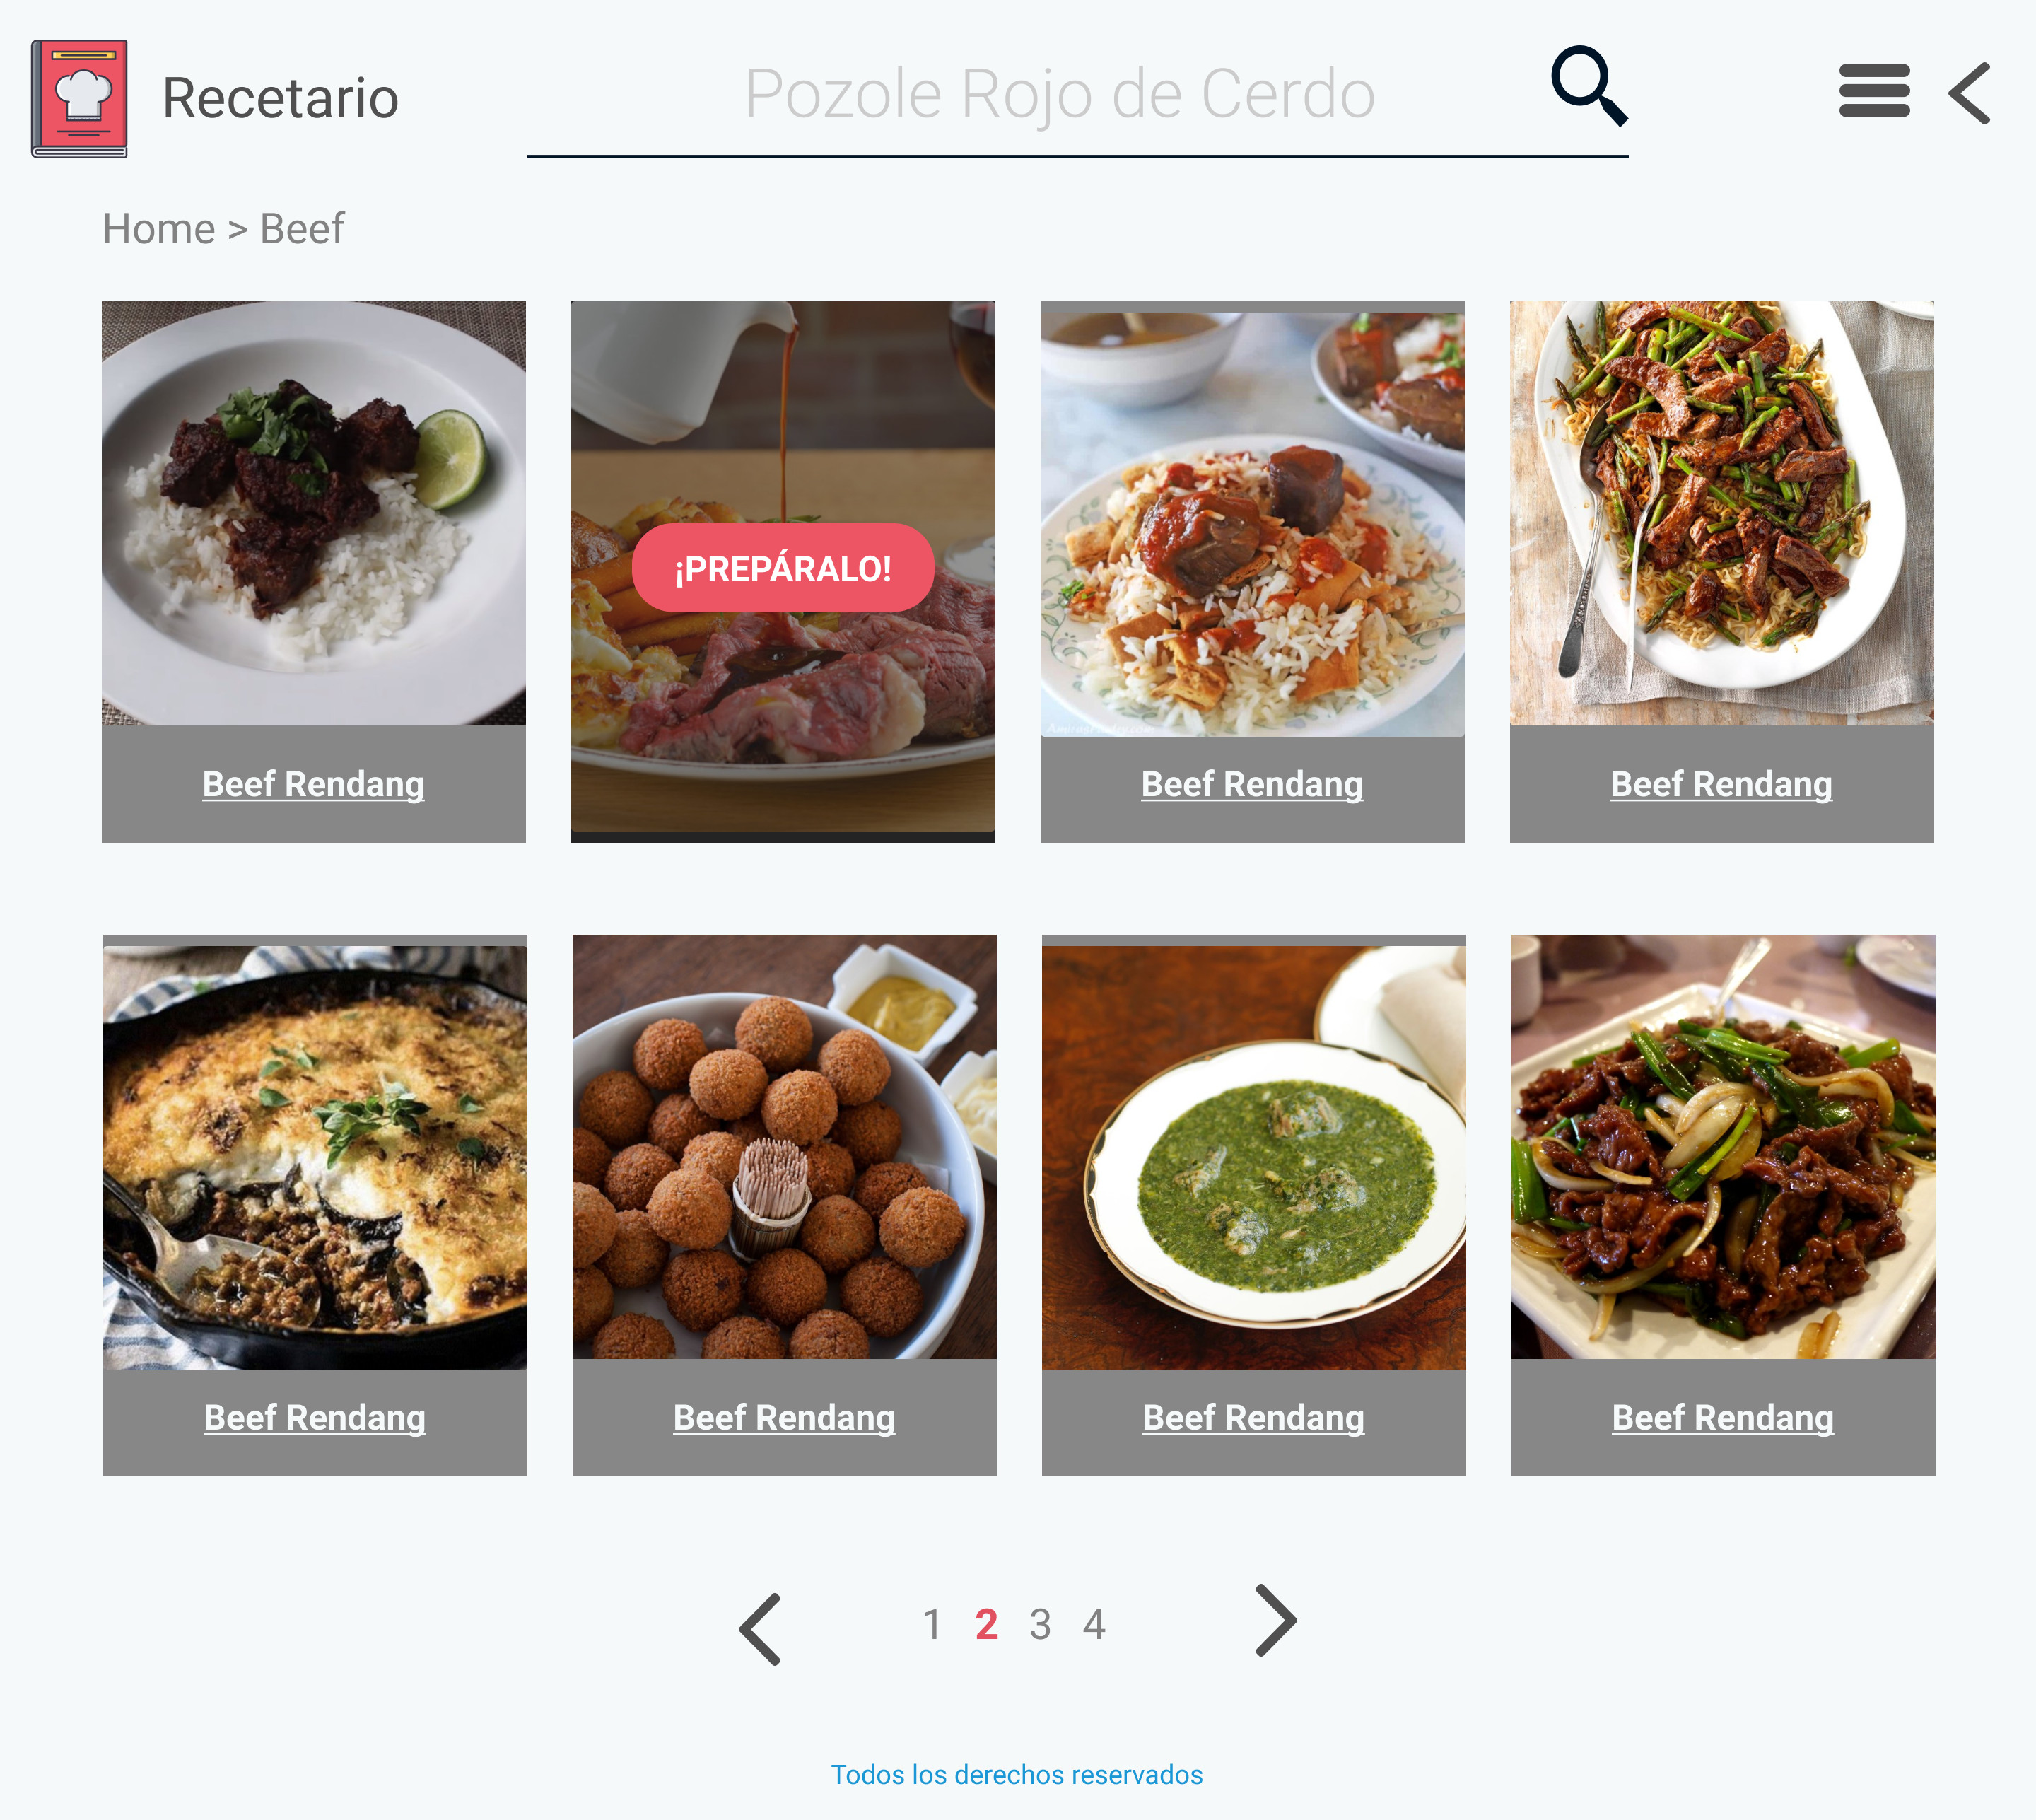 Recetario
Pozole Rojo de Cerdo
Home > Beef
¡PREPÁRALO!
Beef Rendang
Beef Rendang
Beef Rendang
Beef Rendang
Beef Rendang
Beef Rendang
Beef Rendang
1 2 3 4
Todos los derechos reservados